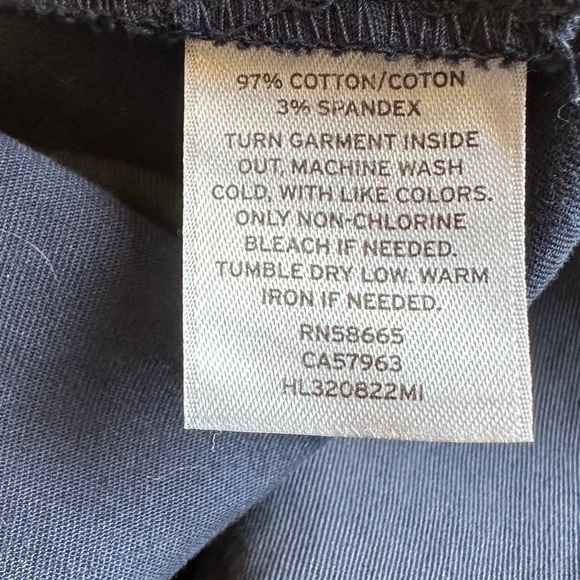 97% COTTON/COTON
3% SPANDEX
TURN GARMENT INSIDE
OUT, MACHINE WASH
COLD, WITH LIKE COLORS.
ONLY NON-CHLORINE
BLEACH IF NEEDED.
TUMBLE DRY LOW. WARM
IRON IF NEEDED.
RN58665
CA57963
HL320822MI